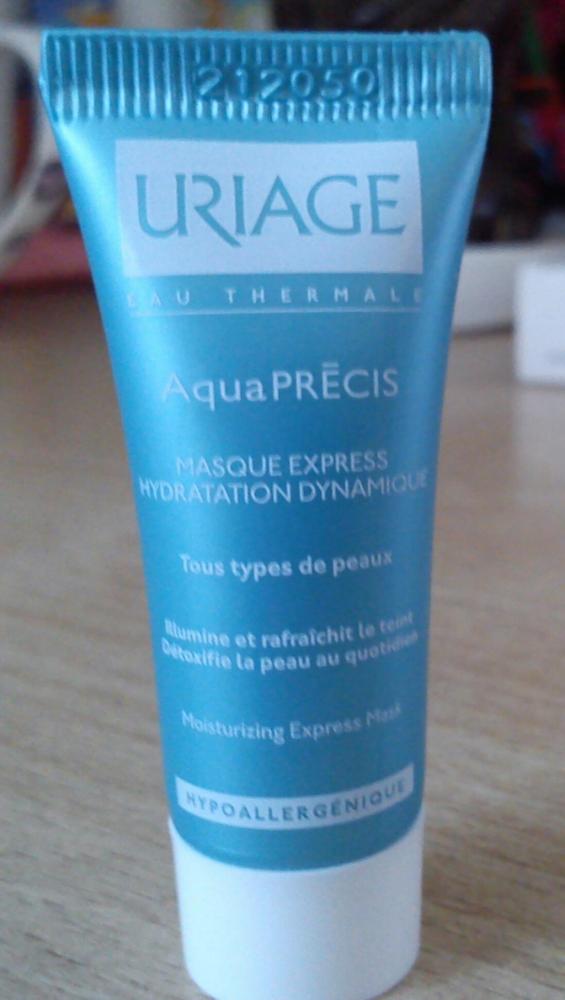 212050
URIAGE
EAU THERMALE
AquaPRĒCIS
MASQUE EXPRESS
HYDRATATION DYNAMIQUE
Tous types de peaux
Illumine et rafraîchit le teint
Détoxifie la peau au quotidien
Moisturizing Express Mask
HYPOALLERGÉNIQUE